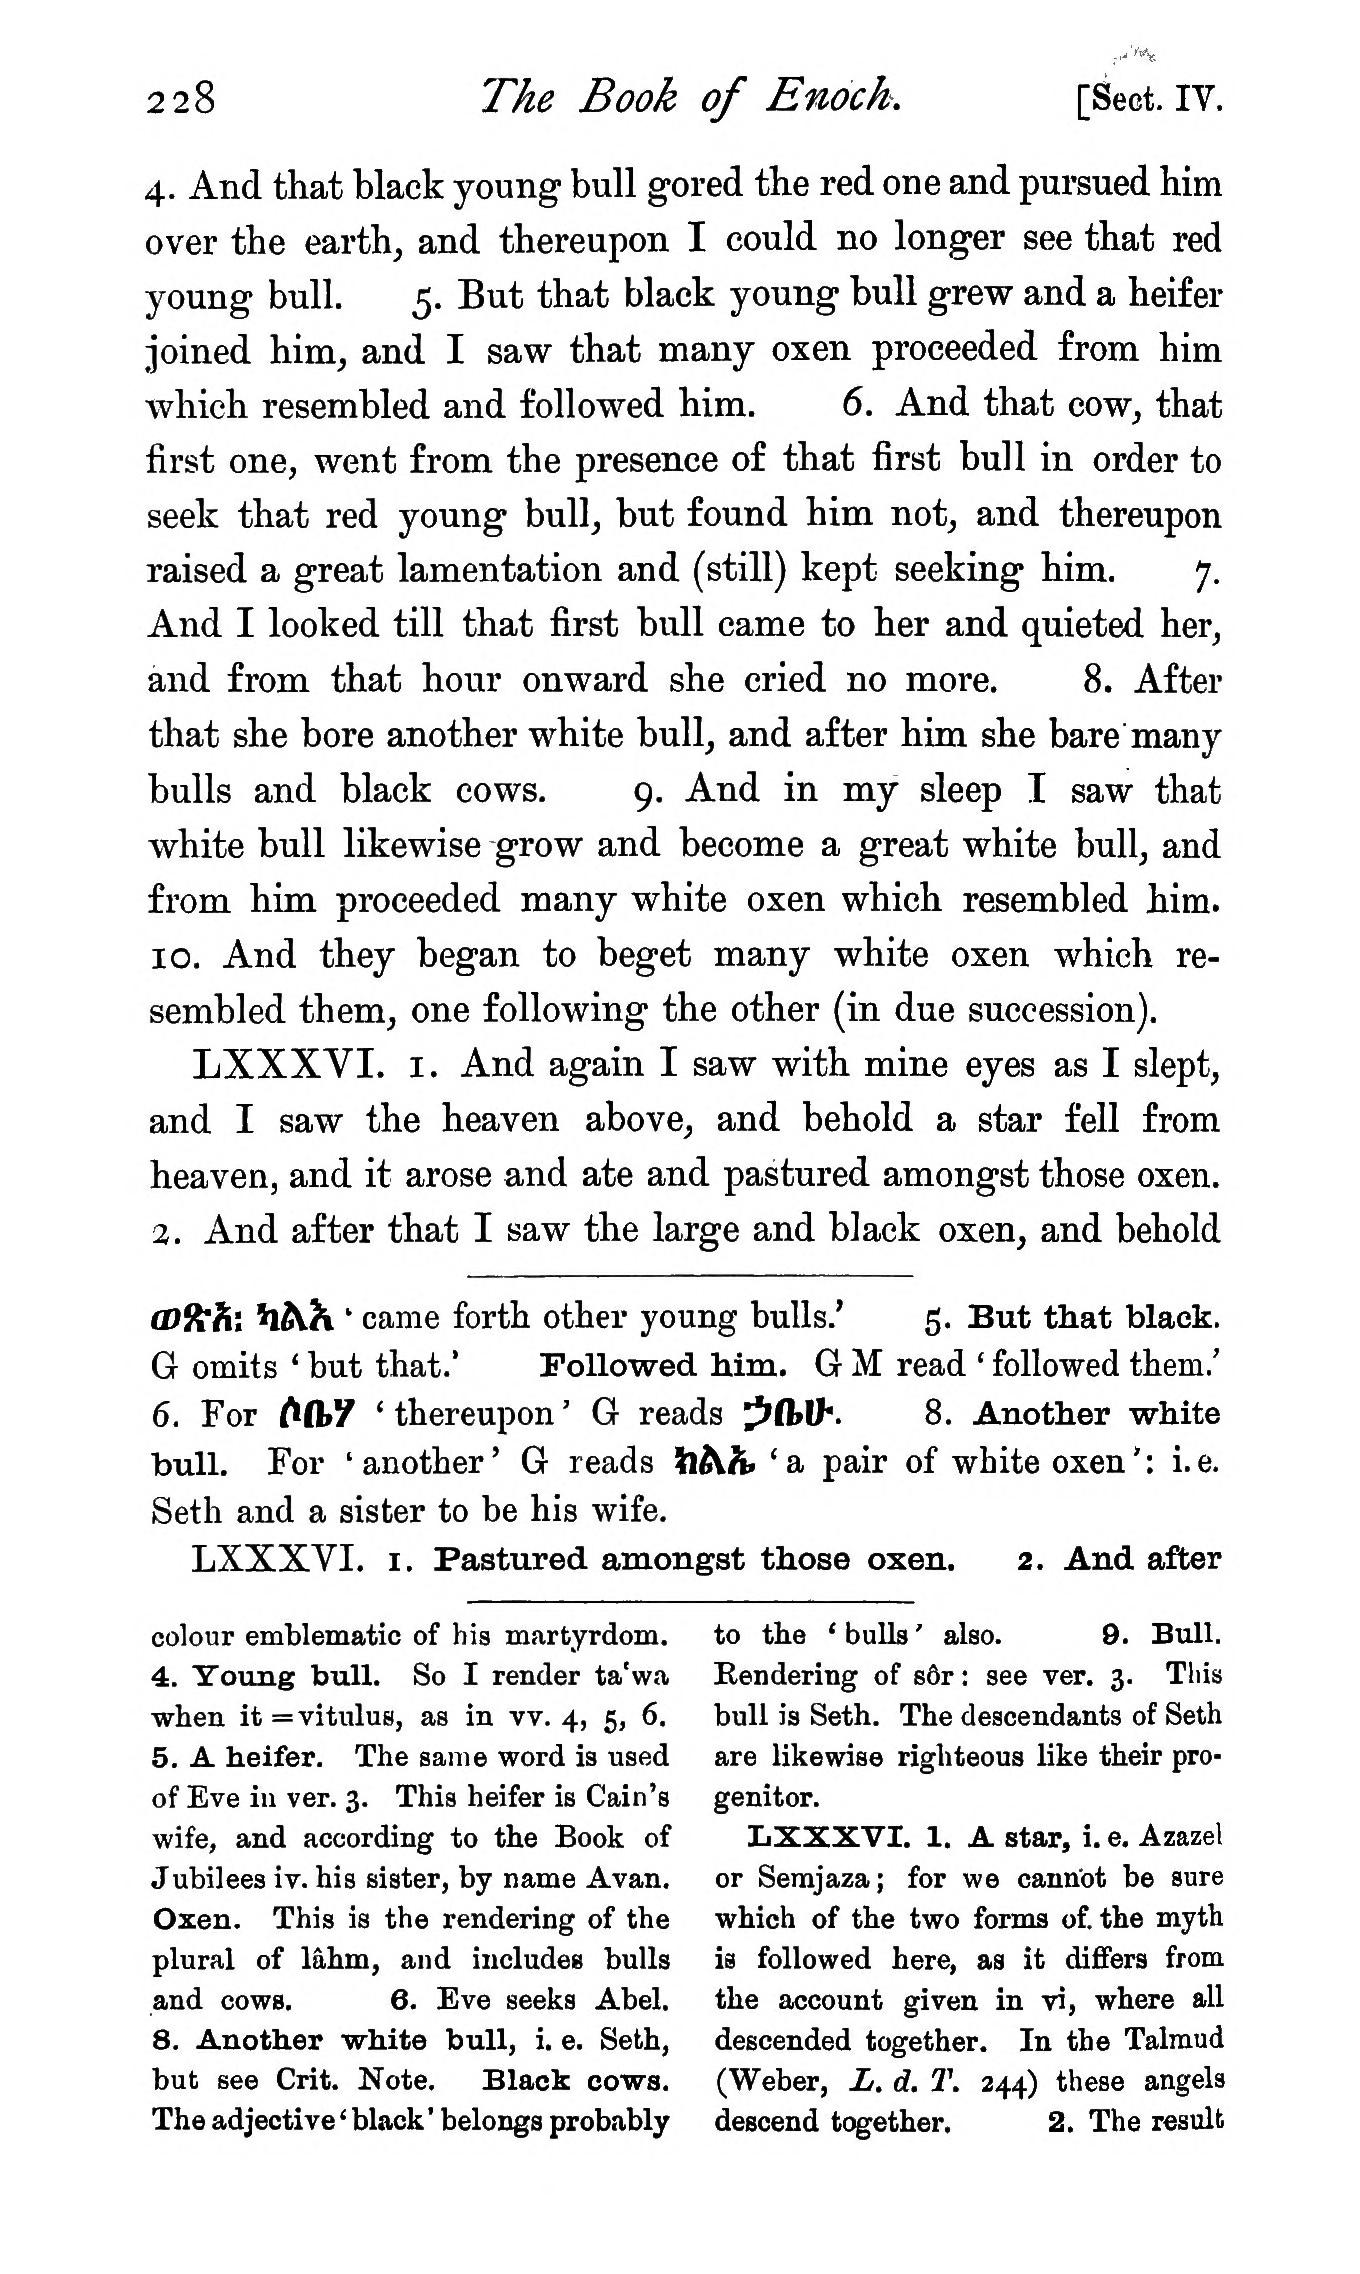 228 The Book of Enoch. [Sect. IV.
4. And that black young bull gored the red one and pursued him
over the earth, and thereupon I could no longer see that red
young bull. 5. But that black young bull grew and a heifer
joined him, and I saw that many oxen proceeded from him
which resembled and followed him. 6. And that cow, that
first one, went from the presence of that first bull in order to
seek that red young bull, but found him not, and thereupon
raised a great lamentation and (still) kept seeking him. 7.
And I looked till that first bull came to her and quieted her,
and from that hour onward she cried no more. 8. After
that she bore another white bull, and after him she bare many
bulls and black cows. 9. And in my sleep I saw that
white bull likewise grow and become a great white bull, and
from him proceeded many white oxen which resembled him.
10. And they began to beget many white oxen which re-
sembled them, one following the other (in due succession).
LXXXVI. 1. And again I saw with mine eyes as I slept,
and I saw the heaven above, and behold a star fell from
heaven, and it arose and ate and pastured amongst those oxen.
2. And after that I saw the large and black oxen, and behold
ወፅአ፡ ካልእ ‘came forth other young bulls.’ 5. But that black.
G omits ‘but that.’ Followed him. G M read ‘followed them.’
6. For ሶቤሃ ‘thereupon’ G reads ኃቤሁ. 8. Another white
bull. For ‘another’ G reads ክልኤ ‘a pair of white oxen’: i.e.
Seth and a sister to be his wife.
LXXXVI. 1. Pastured amongst those oxen. 2. And after
colour emblematic of his martyrdom.
4. Young bull. So I render ta‘wa
when it = vitulus, as in vv. 4, 5, 6.
5. A heifer. The same word is used
of Eve in ver. 3. This heifer is Cain’s
wife, and according to the Book of
Jubilees iv. his sister, by name Avan.
Oxen. This is the rendering of the
plural of lâhm, and includes bulls
and cows. 6. Eve seeks Abel.
8. Another white bull, i. e. Seth,
but see Crit. Note. Black cows.
The adjective ‘black’ belongs probably
to the ‘bulls’ also. 9. Bull.
Rendering of sôr: see ver. 3. This
bull is Seth. The descendants of Seth
are likewise righteous like their pro-
genitor.
LXXXVI. 1. A star, i. e. Azazel
or Semjaza; for we cannot be sure
which of the two forms of the myth
is followed here, as it differs from
the account given in vi, where all
descended together. In the Talmud
(Weber, L. d. T. 244) these angels
descend together. 2. The result